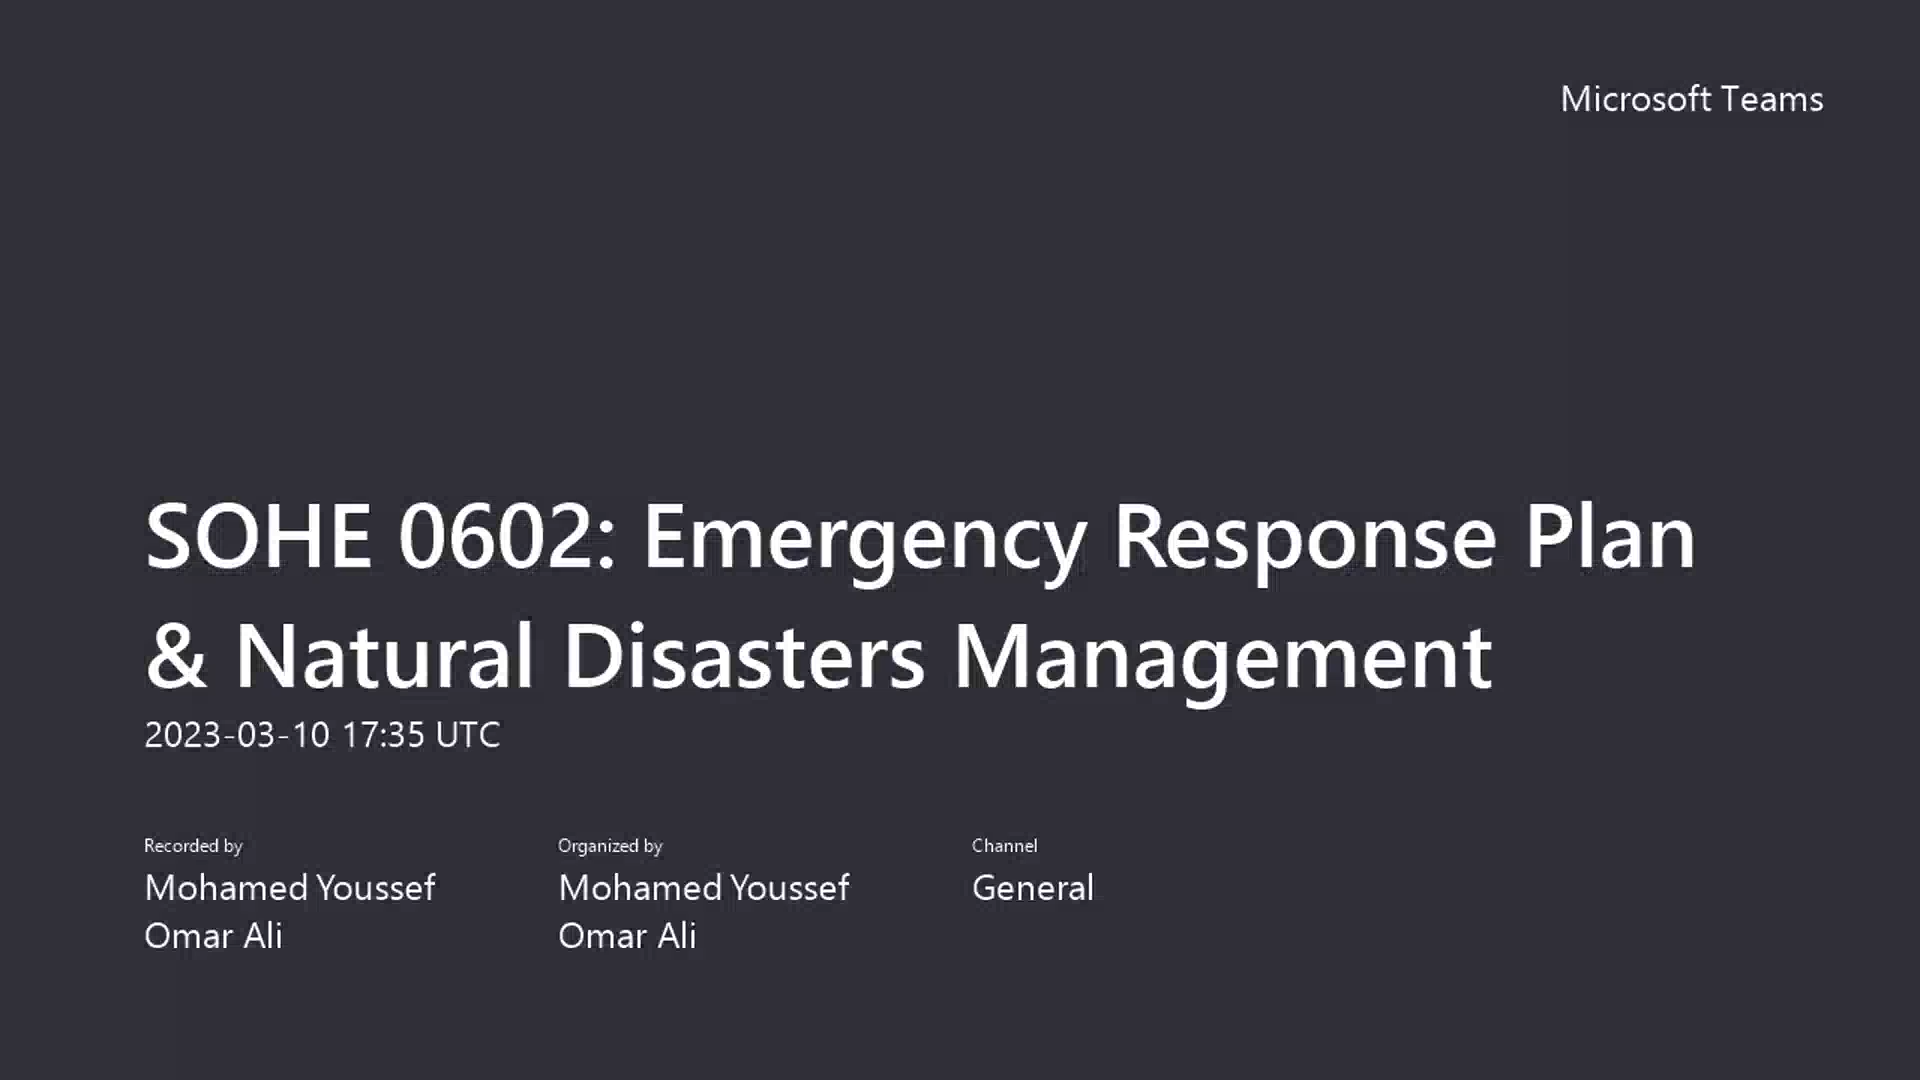 Microsoft Teams
SOHE 0602: Emergency Response Plan
& Natural Disasters Management
2023-03-10 17:35 UTC
Recorded by
Mohamed Youssef
Omar Ali
Organized by
Mohamed Youssef
Omar Ali
Channel
General